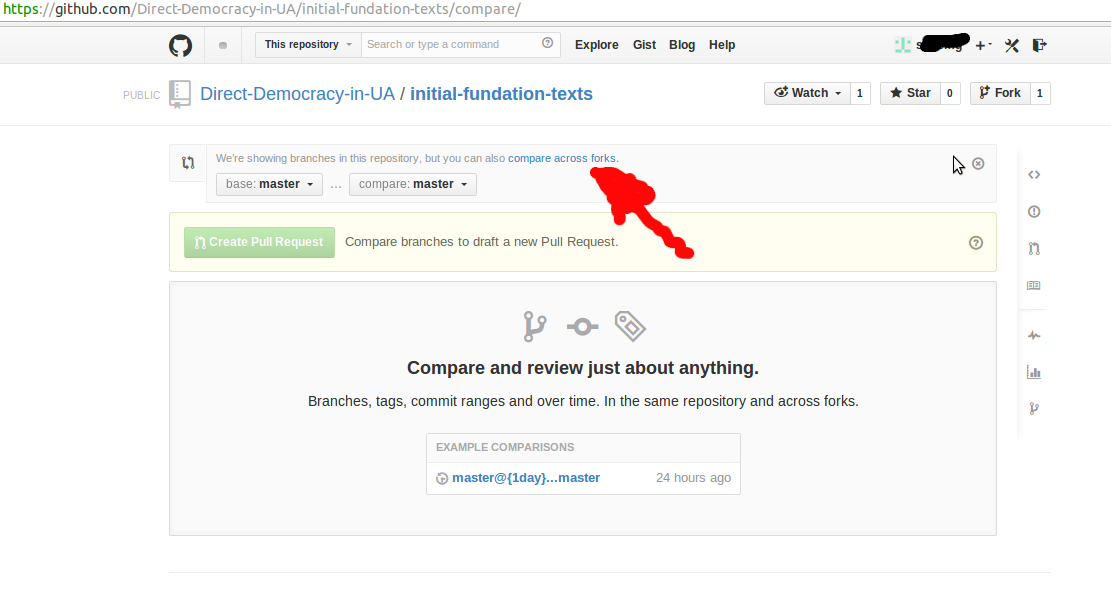 https://github.com/Direct-Democracy-in-UA/initial-fundation-texts/compare/
This repository Search or type a command Explore Gist Blog Help
PUBLIC Direct-Democracy-in-UA / initial-fundation-texts Watch 1 Star 0 Fork 1
We're showing branches in this repository, but you can also compare across forks.
base: master ... compare: master
Create Pull Request Compare branches to draft a new Pull Request.
Compare and review just about anything.
Branches, tags, commit ranges and over time. In the same repository and across forks.
EXAMPLE COMPARISONS
master@{1day}...master 24 hours ago